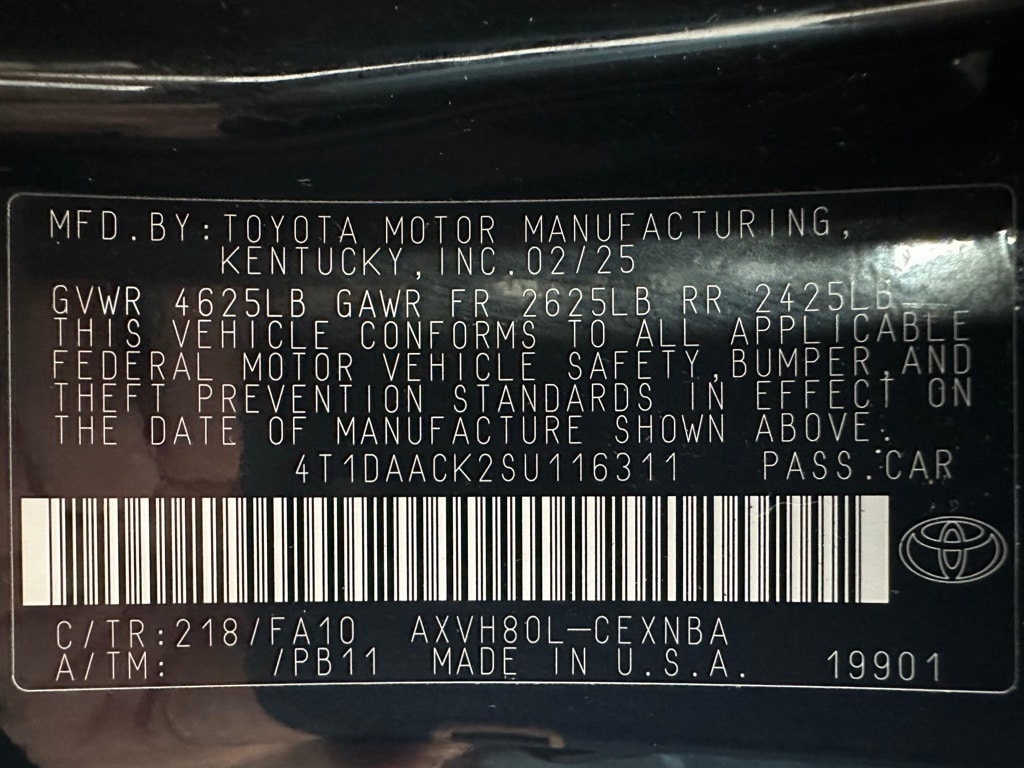 MFD.BY:TOYOTA MOTOR MANUFACTURING,
KENTUCKY,INC.02/25
GVWR 4625LB GAWR FR 2625LB RR 2425LB
THIS VEHICLE CONFORMS TO ALL APPLICABLE
FEDERAL MOTOR VEHICLE SAFETY,BUMPER,AND
THEFT PREVENTION STANDARDS IN EFFECT ON
THE DATE OF MANUFACTURE SHOWN ABOVE.
4T1DAACK2SU116311 PASS.CAR
C/TR:218/FA10 AXVH80L-CEXNBA
A/TM: /PB11 MADE IN U.S.A. 19901